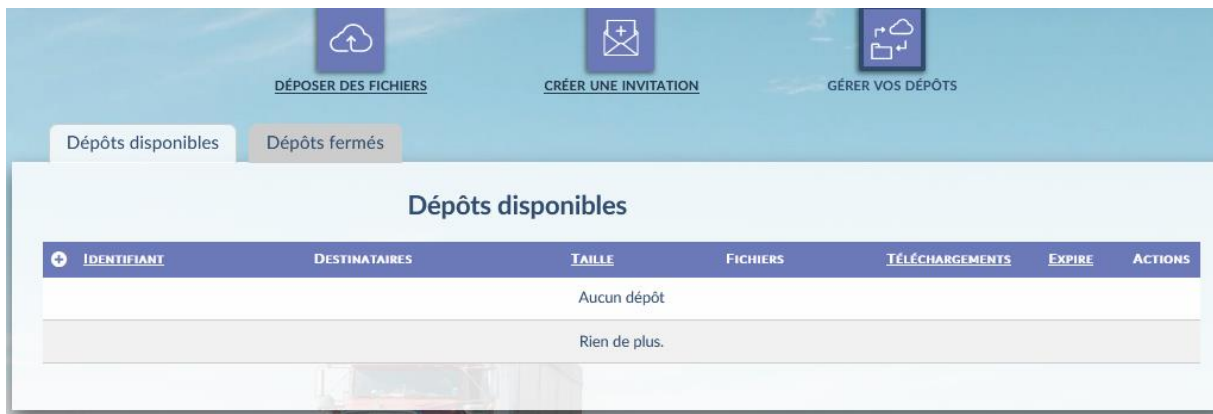 DÉPOSER DES FICHIERS CRÉER UNE INVITATION GÉRER VOS DÉPÔTS
Dépôts disponibles Dépôts fermés
Dépôts disponibles
IDENTIFIANT DESTINATAIRES TAILLE FICHIERS TÉLÉCHARGEMENTS EXPIRE ACTIONS
Aucun dépôt
Rien de plus.